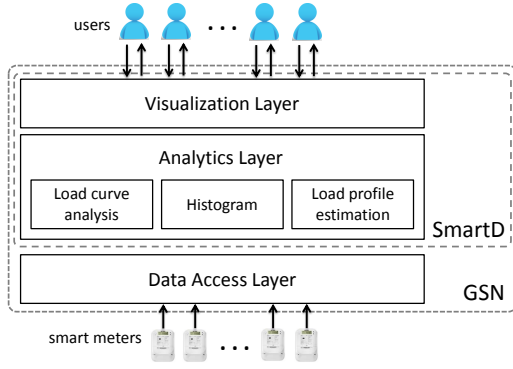 users
...
Visualization Layer
Analytics Layer
Load curve
analysis
Histogram
Load profile
estimation
SmartD
Data Access Layer
GSN
smart meters
...